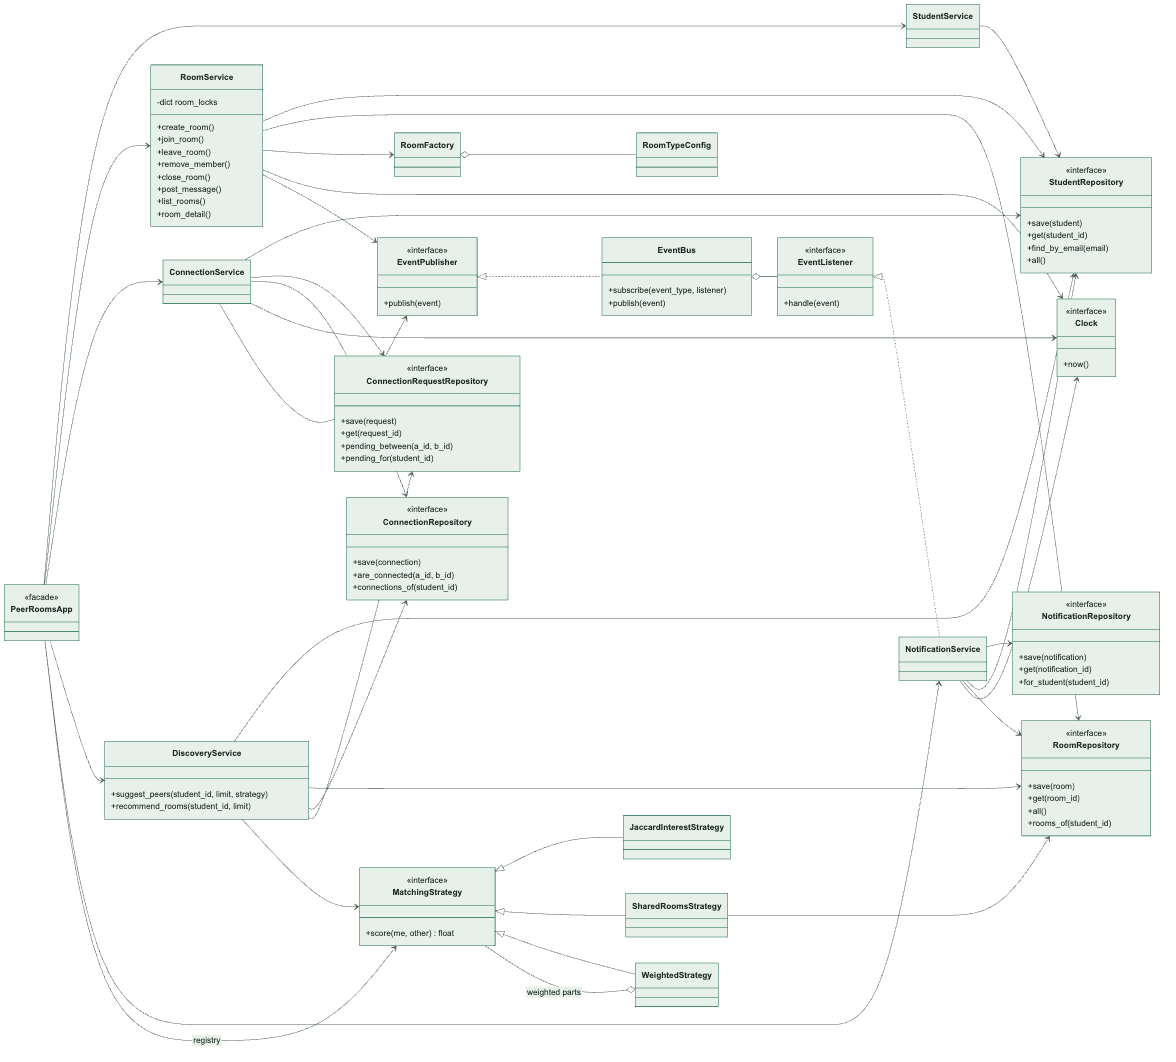 StudentService
RoomService
-dict room_locks
+create_room()
+join_room()
+leave_room()
+remove_member()
+close_room()
+post_message()
+list_rooms()
+room_detail()
RoomFactory
RoomTypeConfig
«interface»
StudentRepository
+save(student)
+get(student_id)
+find_by_email(email)
+all()
ConnectionService
«interface»
EventPublisher
+publish(event)
EventBus
+subscribe(event_type, listener)
+publish(event)
«interface»
EventListener
+handle(event)
«interface»
Clock
+now()
«interface»
ConnectionRequestRepository
+save(request)
+get(request_id)
+pending_between(a_id, b_id)
+pending_for(student_id)
«interface»
ConnectionRepository
+save(connection)
+are_connected(a_id, b_id)
+connections_of(student_id)
«facade»
PeerRoomsApp
NotificationService
«interface»
NotificationRepository
+save(notification)
+get(notification_id)
+for_student(student_id)
DiscoveryService
+suggest_peers(student_id, limit, strategy)
+recommend_rooms(student_id, limit)
«interface»
RoomRepository
+save(room)
+get(room_id)
+all()
+rooms_of(student_id)
JaccardInterestStrategy
«interface»
MatchingStrategy
+score(me, other) : float
SharedRoomsStrategy
WeightedStrategy
weighted parts
registry